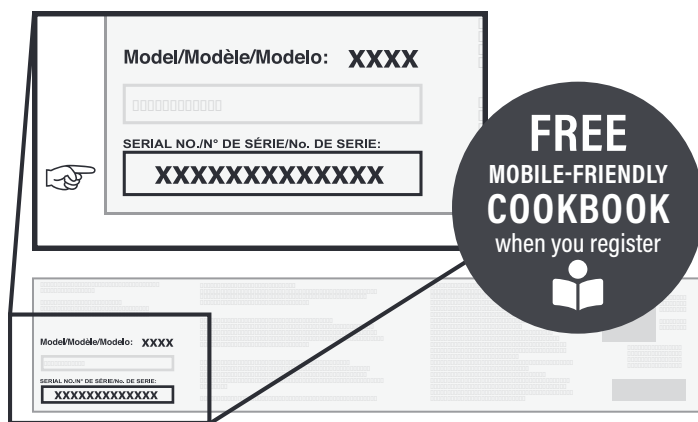 Model/Modèle/Modelo: XXXX
SERIAL NO./N° DE SÉRIE/No. DE SERIE:
XXXXXXXXXXXXX
FREE
MOBILE-FRIENDLY
COOKBOOK
when you register
Model/Modèle/Modelo: XXXX
SERIAL NO./N° DE SÉRIE/No. DE SERIE:
XXXXXXXXXXXXX